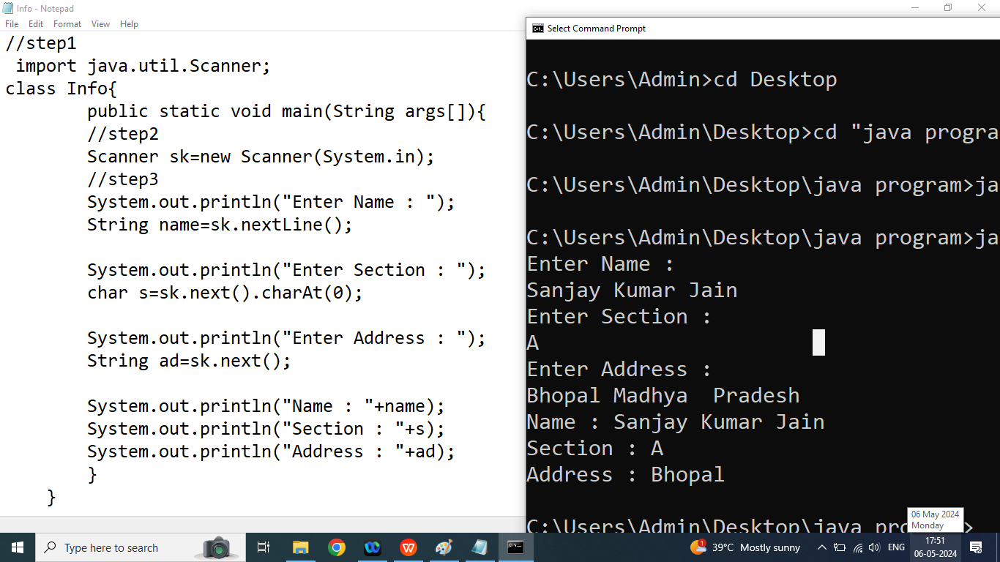 Info - Notepad
File Edit Format View Help
//step1
import java.util.Scanner;
class Info{
public static void main(String args[]){
//step2
Scanner sk=new Scanner(System.in);
//step3
System.out.println("Enter Name : ");
String name=sk.nextLine();
System.out.println("Enter Section : ");
char s=sk.next().charAt(0);
System.out.println("Enter Address : ");
String ad=sk.next();
System.out.println("Name : "+name);
System.out.println("Section : "+s);
System.out.println("Address : "+ad);
}
}
Select Command Prompt
C:\Users\Admin>cd Desktop
C:\Users\Admin\Desktop>cd "java progra
C:\Users\Admin\Desktop\java program>ja
C:\Users\Admin\Desktop\java program>ja
Enter Name :
Sanjay Kumar Jain
Enter Section :
A
Enter Address :
Bhopal Madhya  Pradesh
Name : Sanjay Kumar Jain
Section : A
Address : Bhopal
C:\Users\Admin\Desktop\java pro
06 May 2024
Monday
Type here to search
39°C Mostly sunny
ENG
17:51
06-05-2024